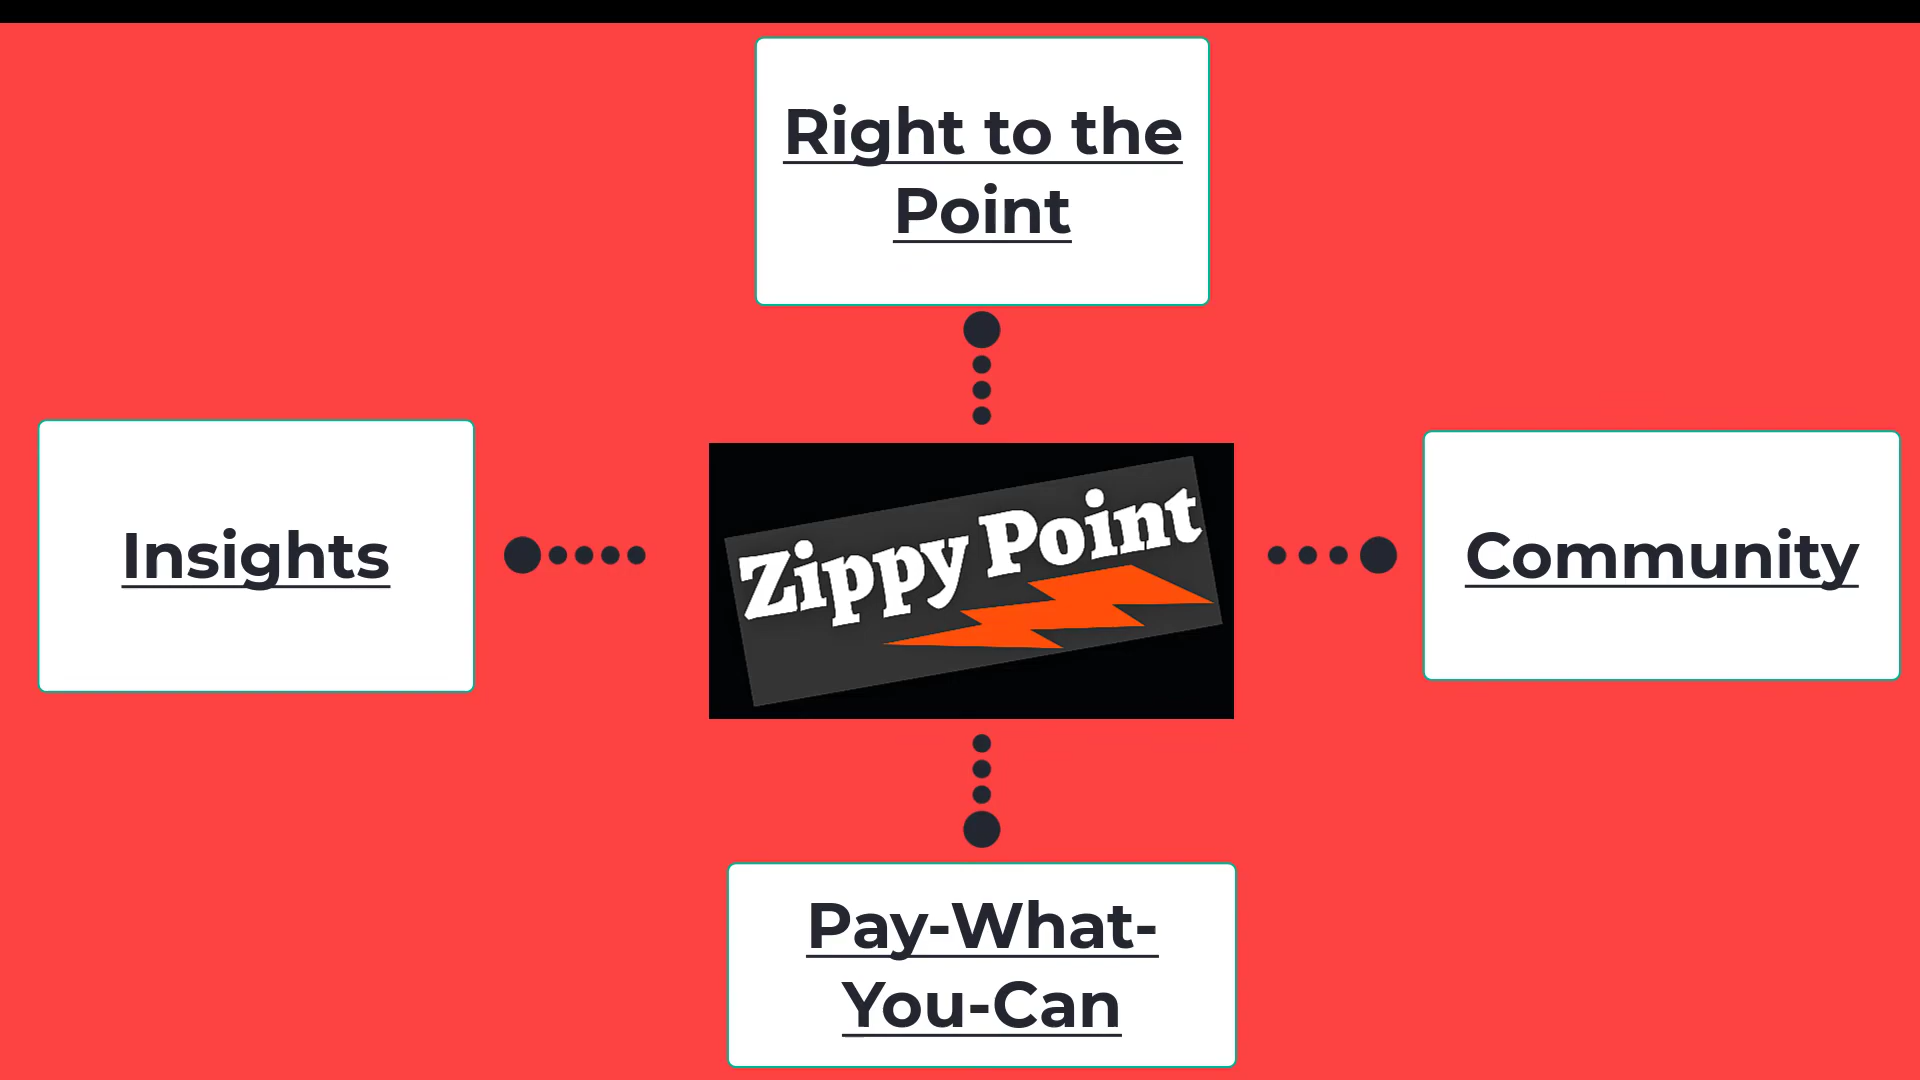 Right to the
Point
Insights
Zippy Point
Community
Pay-What-
You-Can